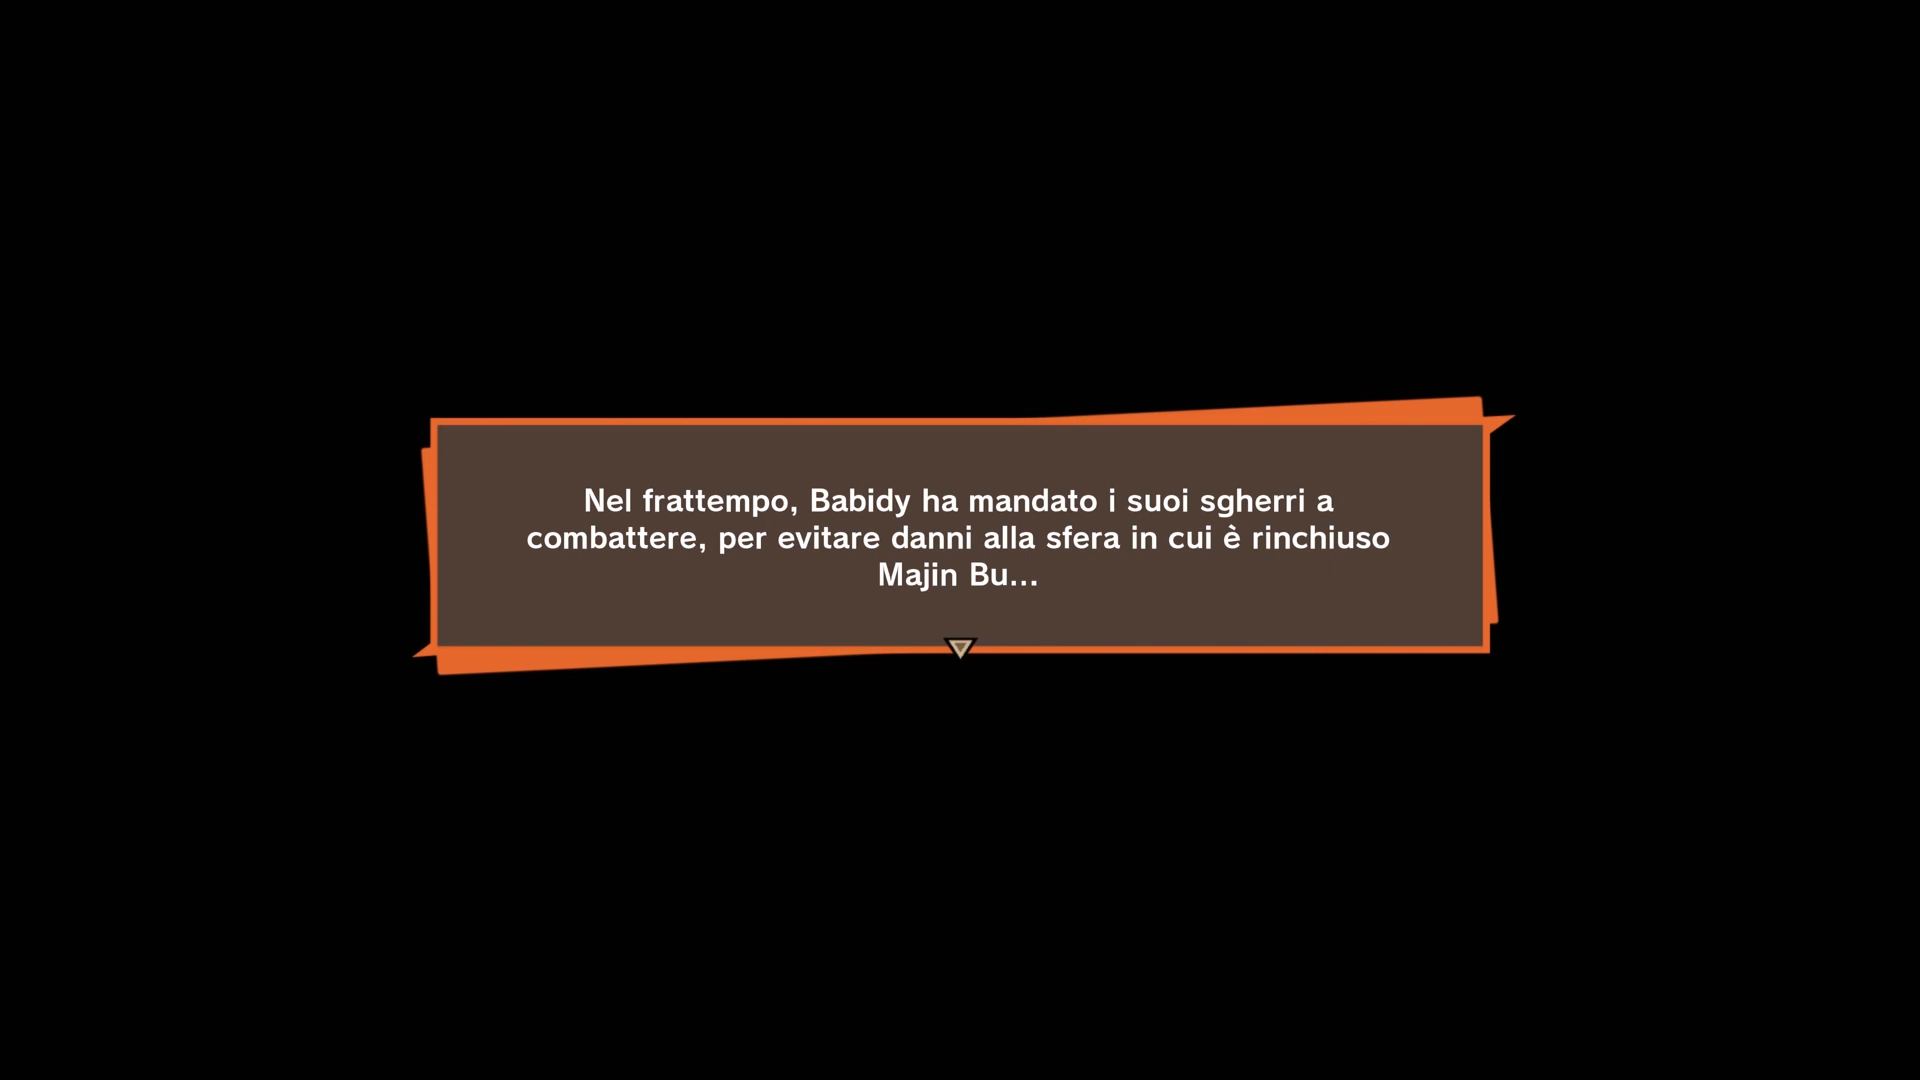 Nel frattempo, Babidy ha mandato i suoi sgherri a
combattere, per evitare danni alla sfera in cui è rinchiuso
Majin Bu...